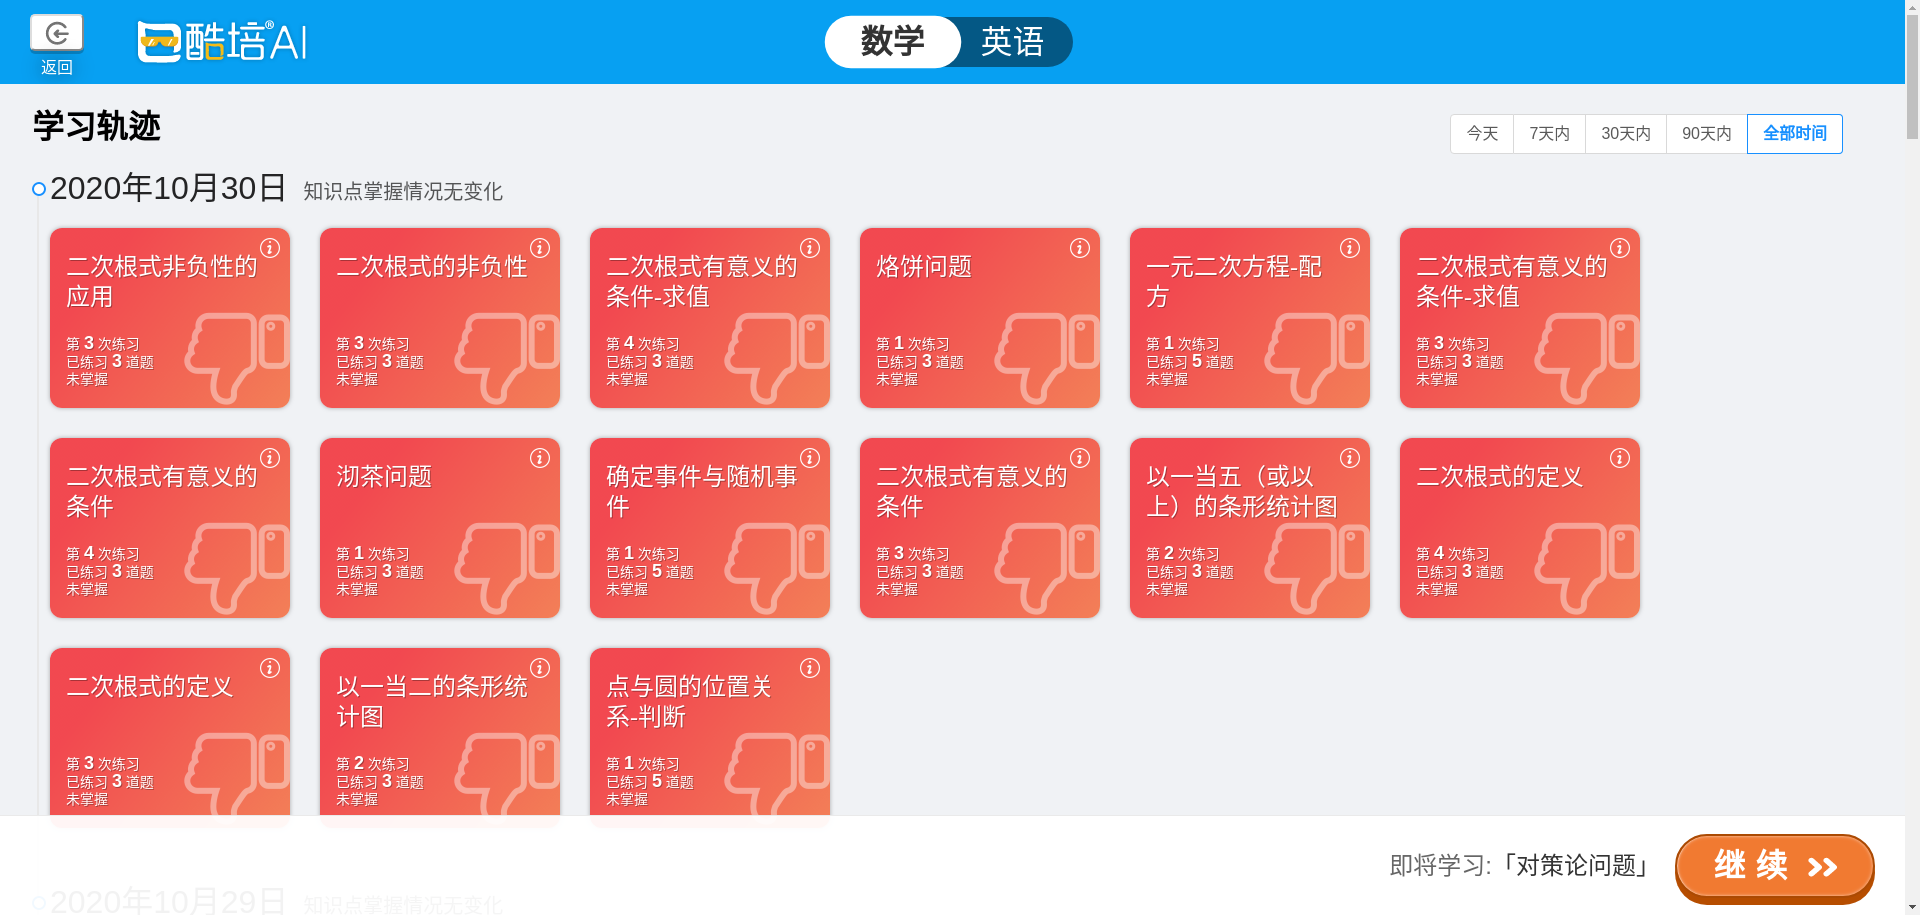 返回
酷培®AI
数学
英语
学习轨迹
今天
7天内
30天内
90天内
全部时间
2020年10月30日 知识点掌握情况无变化
二次根式非负性的
应用
第 3 次练习
已练习 3 道题
未掌握
二次根式的非负性
第 3 次练习
已练习 3 道题
未掌握
二次根式有意义的
条件-求值
第 4 次练习
已练习 3 道题
未掌握
烙饼问题
第 1 次练习
已练习 3 道题
未掌握
一元二次方程-配
方
第 1 次练习
已练习 5 道题
未掌握
二次根式有意义的
条件-求值
第 3 次练习
已练习 3 道题
未掌握
二次根式有意义的
条件
第 4 次练习
已练习 3 道题
未掌握
沏茶问题
第 1 次练习
已练习 3 道题
未掌握
确定事件与随机事
件
第 1 次练习
已练习 5 道题
未掌握
二次根式有意义的
条件
第 3 次练习
已练习 3 道题
未掌握
以一当五（或以
上）的条形统计图
第 2 次练习
已练习 3 道题
未掌握
二次根式的定义
第 4 次练习
已练习 3 道题
未掌握
二次根式的定义
第 3 次练习
已练习 3 道题
未掌握
以一当二的条形统
计图
第 2 次练习
已练习 3 道题
未掌握
点与圆的位置关
系-判断
第 1 次练习
已练习 5 道题
未掌握
即将学习:「对策论问题」
继续
2020年10月29日 知识点掌握情况无变化